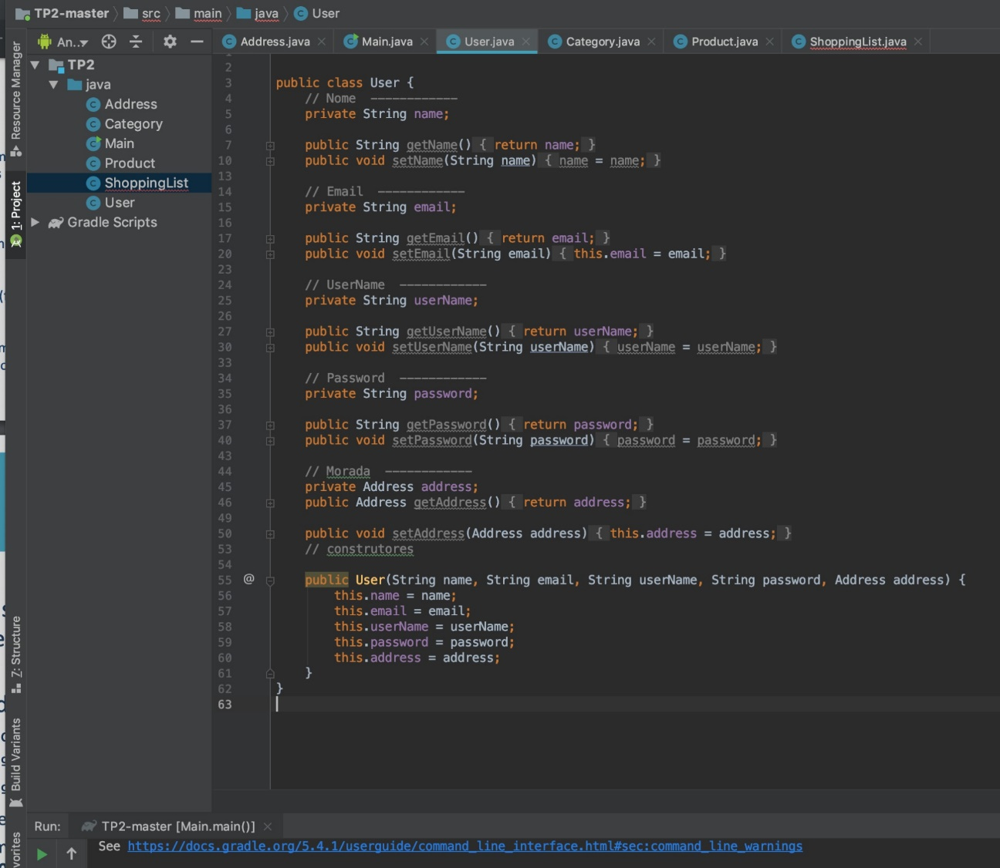 TP2-master
src
main
java
User
An..
Address.java
Main.java
User.java
Category.java
Product.java
ShoppingList.java
Resource Manager
1: Project
Z: Structure
Build Variants
vorites
TP2
java
Address
Category
Main
Product
ShoppingList
User
Gradle Scripts
2
3 public class User {
4 // Nome ------------
5 private String name;
6
7 public String getName() { return name; }
10 public void setName(String name) { name = name; }
13
14 // Email ------------
15 private String email;
16
17 public String getEmail() { return email; }
20 public void setEmail(String email) { this.email = email; }
23
24 // UserName ------------
25 private String userName;
26
27 public String getUserName() { return userName; }
30 public void setUserName(String userName) { userName = userName; }
33
34 // Password ------------
35 private String password;
36
37 public String getPassword() { return password; }
40 public void setPassword(String password) { password = password; }
43
44 // Morada ------------
45 private Address address;
46 public Address getAddress() { return address; }
49
50 public void setAddress(Address address) { this.address = address; }
53 // construtores
54
55 @ public User(String name, String email, String userName, String password, Address address) {
56 this.name = name;
57 this.email = email;
58 this.userName = userName;
59 this.password = password;
60 this.address = address;
61 }
62 }
63
Run: TP2-master [Main.main()]
See https://docs.gradle.org/5.4.1/userguide/command_line_interface.html#sec:command_line_warnings